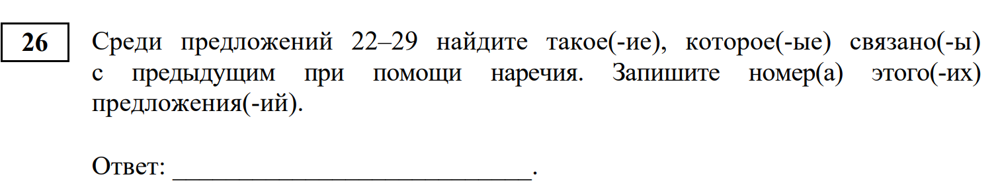 26 Среди предложений 22–29 найдите такое(-ие), которое(-ые) связано(-ы)
с предыдущим при помощи наречия. Запишите номер(а) этого(-их)
предложения(-ий).
Ответ: ___________________________.